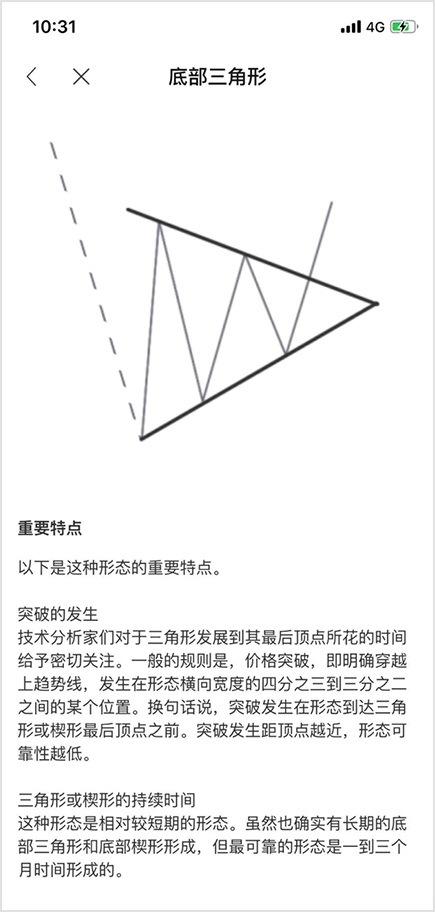 10:31
4G
底部三角形
重要特点
以下是这种形态的重要特点。
突破的发生
技术分析家们对于三角形发展到其最后顶点所花的时间
给予密切关注。一般的规则是，价格突破，即明确穿越
上趋势线，发生在形态横向宽度的四分之三到三分之二
之间的某个位置。换句话说，突破发生在形态到达三角
形或楔形最后顶点之前。突破发生距顶点越近，形态可
靠性越低。
三角形或楔形的持续时间
这种形态是相对较短期的形态。虽然也确实有长期的底
部三角形和底部楔形形成，但最可靠的形态是一到三个
月时间形成的。